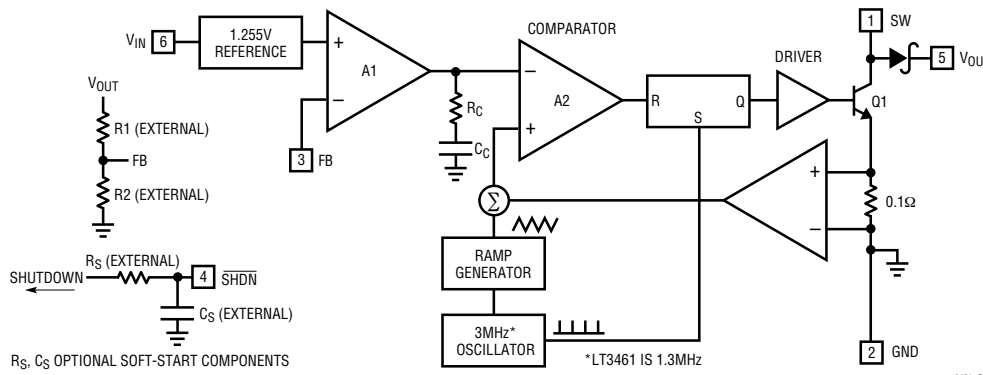 1
SW
COMPARATOR
VIN
6
1.255V
REFERENCE
+
A1
–
–
A2
+
DRIVER
5
VOU
Q1
RC
CC
R
Q
S
3
FB
VOUT
R1 (EXTERNAL)
FB
R2 (EXTERNAL)
Σ
+
–
0.1Ω
RAMP
GENERATOR
RS (EXTERNAL)
SHUTDOWN
4
SHDN
CS (EXTERNAL)
3MHz*
OSCILLATOR
*LT3461 IS 1.3MHz
2
GND
RS, CS OPTIONAL SOFT-START COMPONENTS